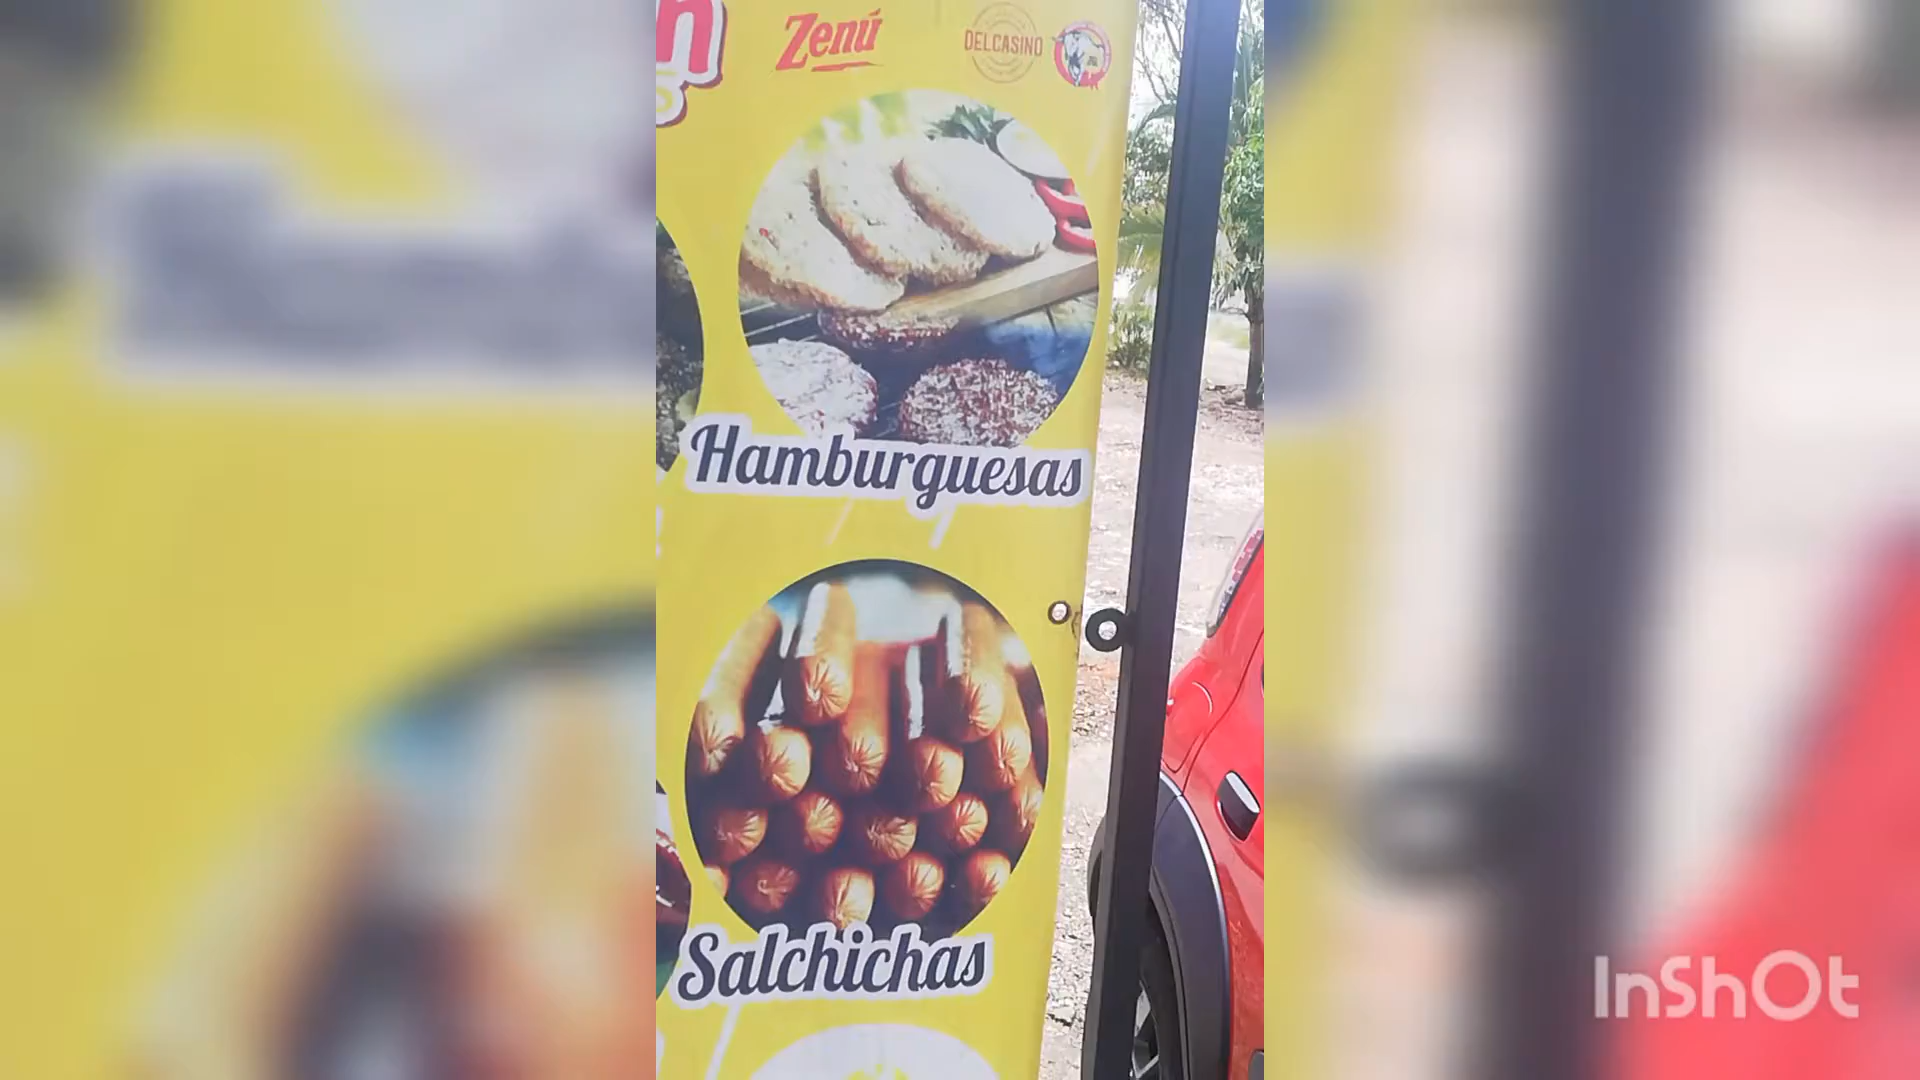 Zenú
DELCASINO
Hamburguesas
Salchichas
InShOt